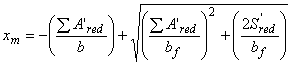 x_m = -(∑A'_red / b) + √((∑A'_red / b_f)² + (2S'_red / b_f))